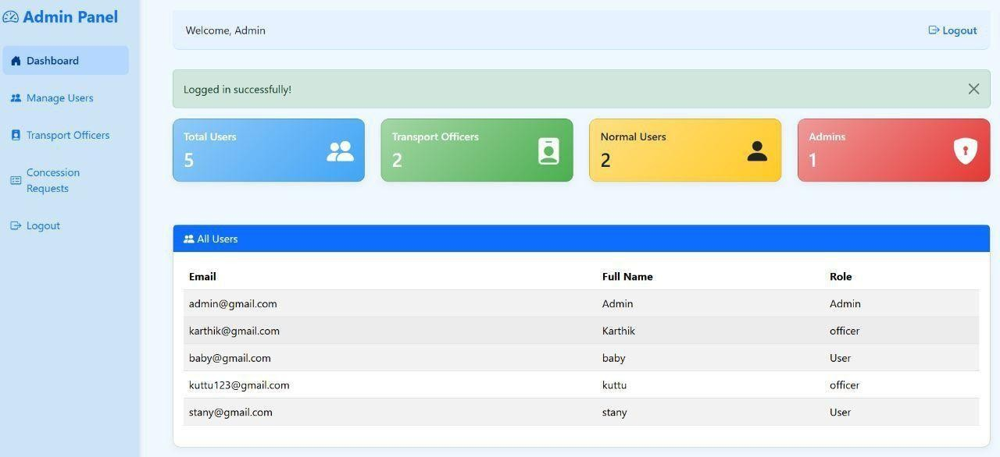 Admin Panel
Dashboard
Manage Users
Transport Officers
Concession
Requests
Logout
Welcome, Admin
Logout
Logged in successfully!
Total Users
5
Transport Officers
2
Normal Users
2
Admins
1
All Users
Email Full Name Role
admin@gmail.com Admin Admin
karthik@gmail.com Karthik officer
baby@gmail.com baby User
kuttu123@gmail.com kuttu officer
stany@gmail.com stany User